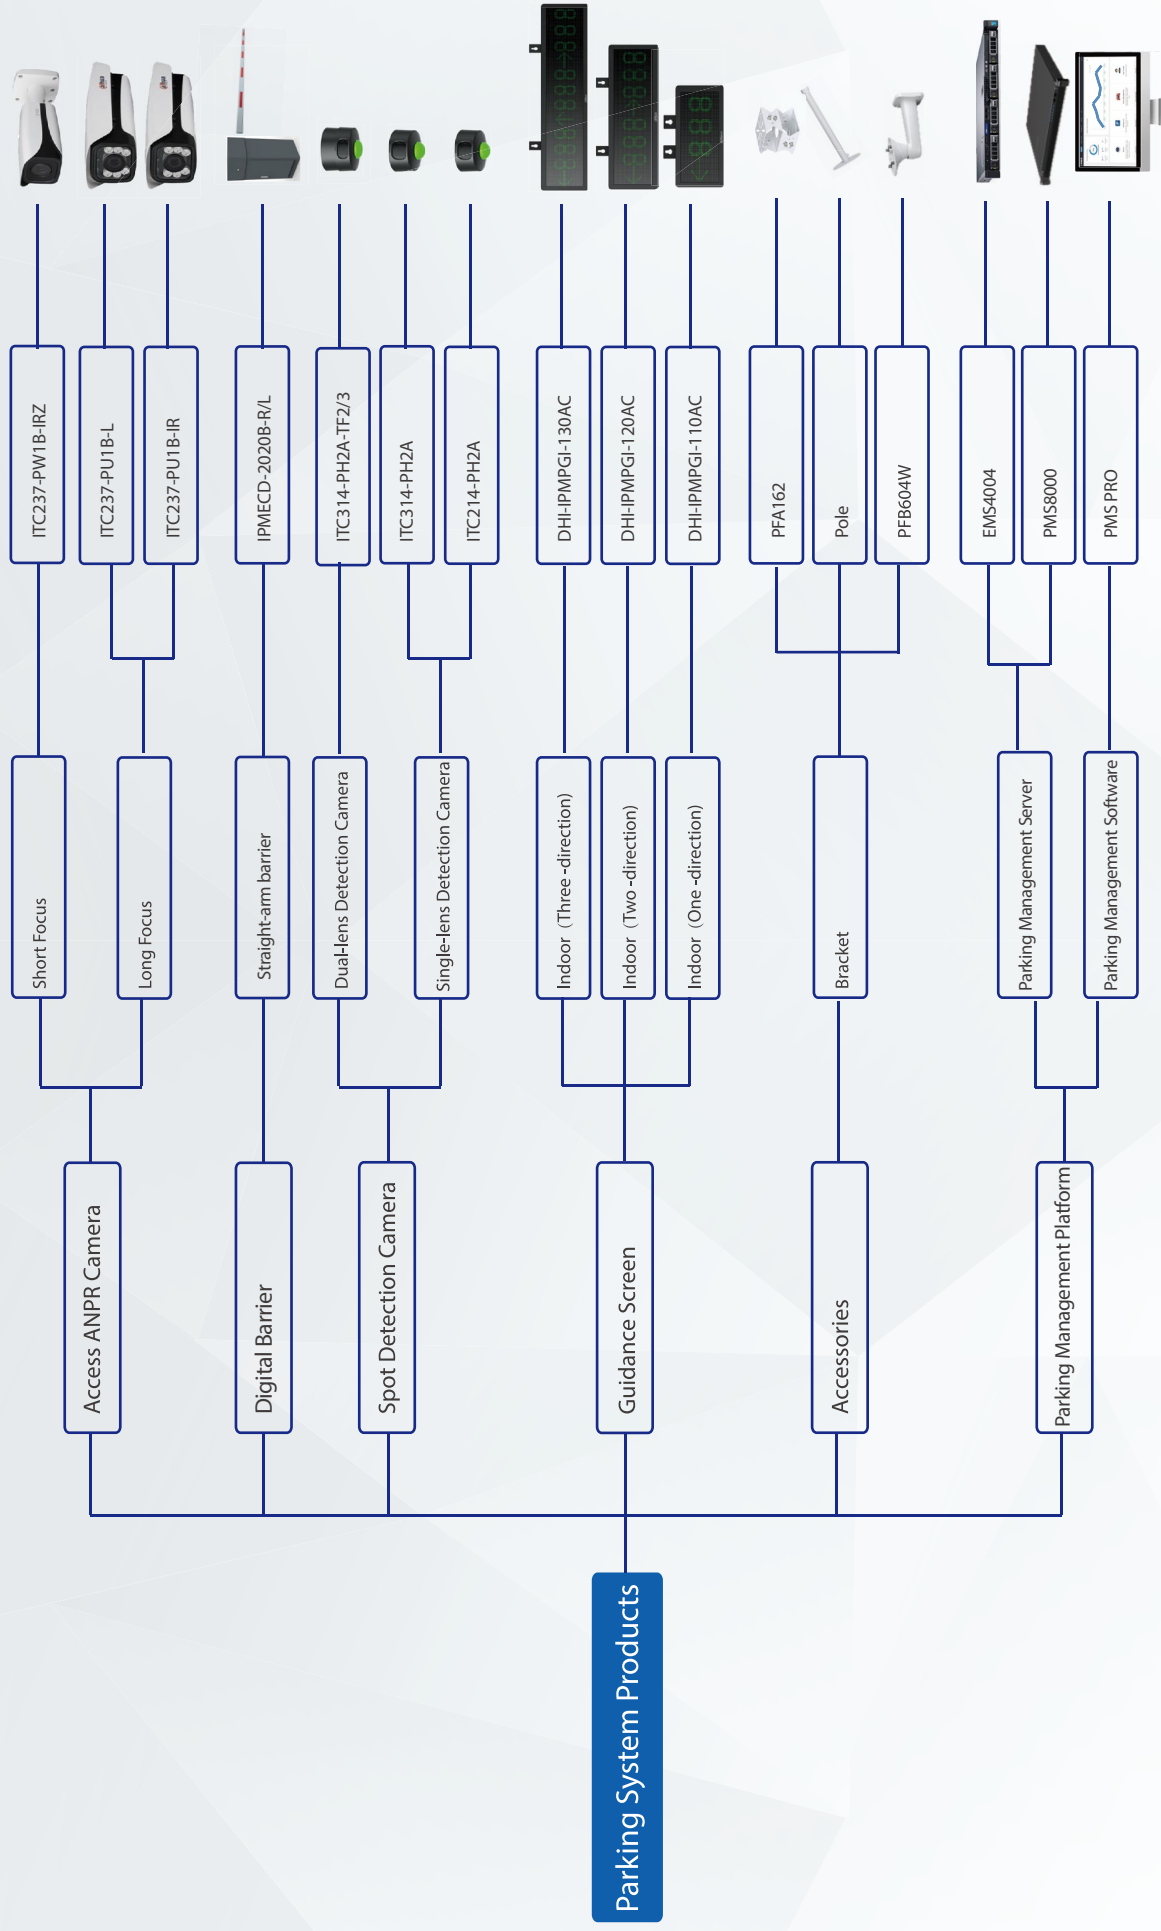 Parking System Products
Access ANPR Camera
Digital Barrier
Spot Detection Camera
Guidance Screen
Accessories
Parking Management Platform
Short Focus
Long Focus
Straight-arm barrier
Dual-lens Detection Camera
Single-lens Detection Camera
Indoor (Three -direction)
Indoor (Two -direction)
Indoor (One -direction)
Bracket
Parking Management Server
Parking Management Software
ITC237-PW1B-IRZ
ITC237-PU1B-L
ITC237-PU1B-IR
IPMECD-2020B-R/L
ITC314-PH2A-TF2/3
ITC314-PH2A
ITC214-PH2A
DHI-IPMPGI-130AC
DHI-IPMPGI-120AC
DHI-IPMPGI-110AC
PFA162
Pole
PFB604W
EMS4004
PMS8000
PMS PRO